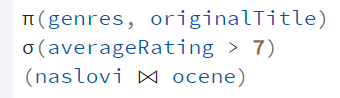 π(genres, originalTitle)
σ(averageRating > 7)
(naslovi ⋈ ocene)